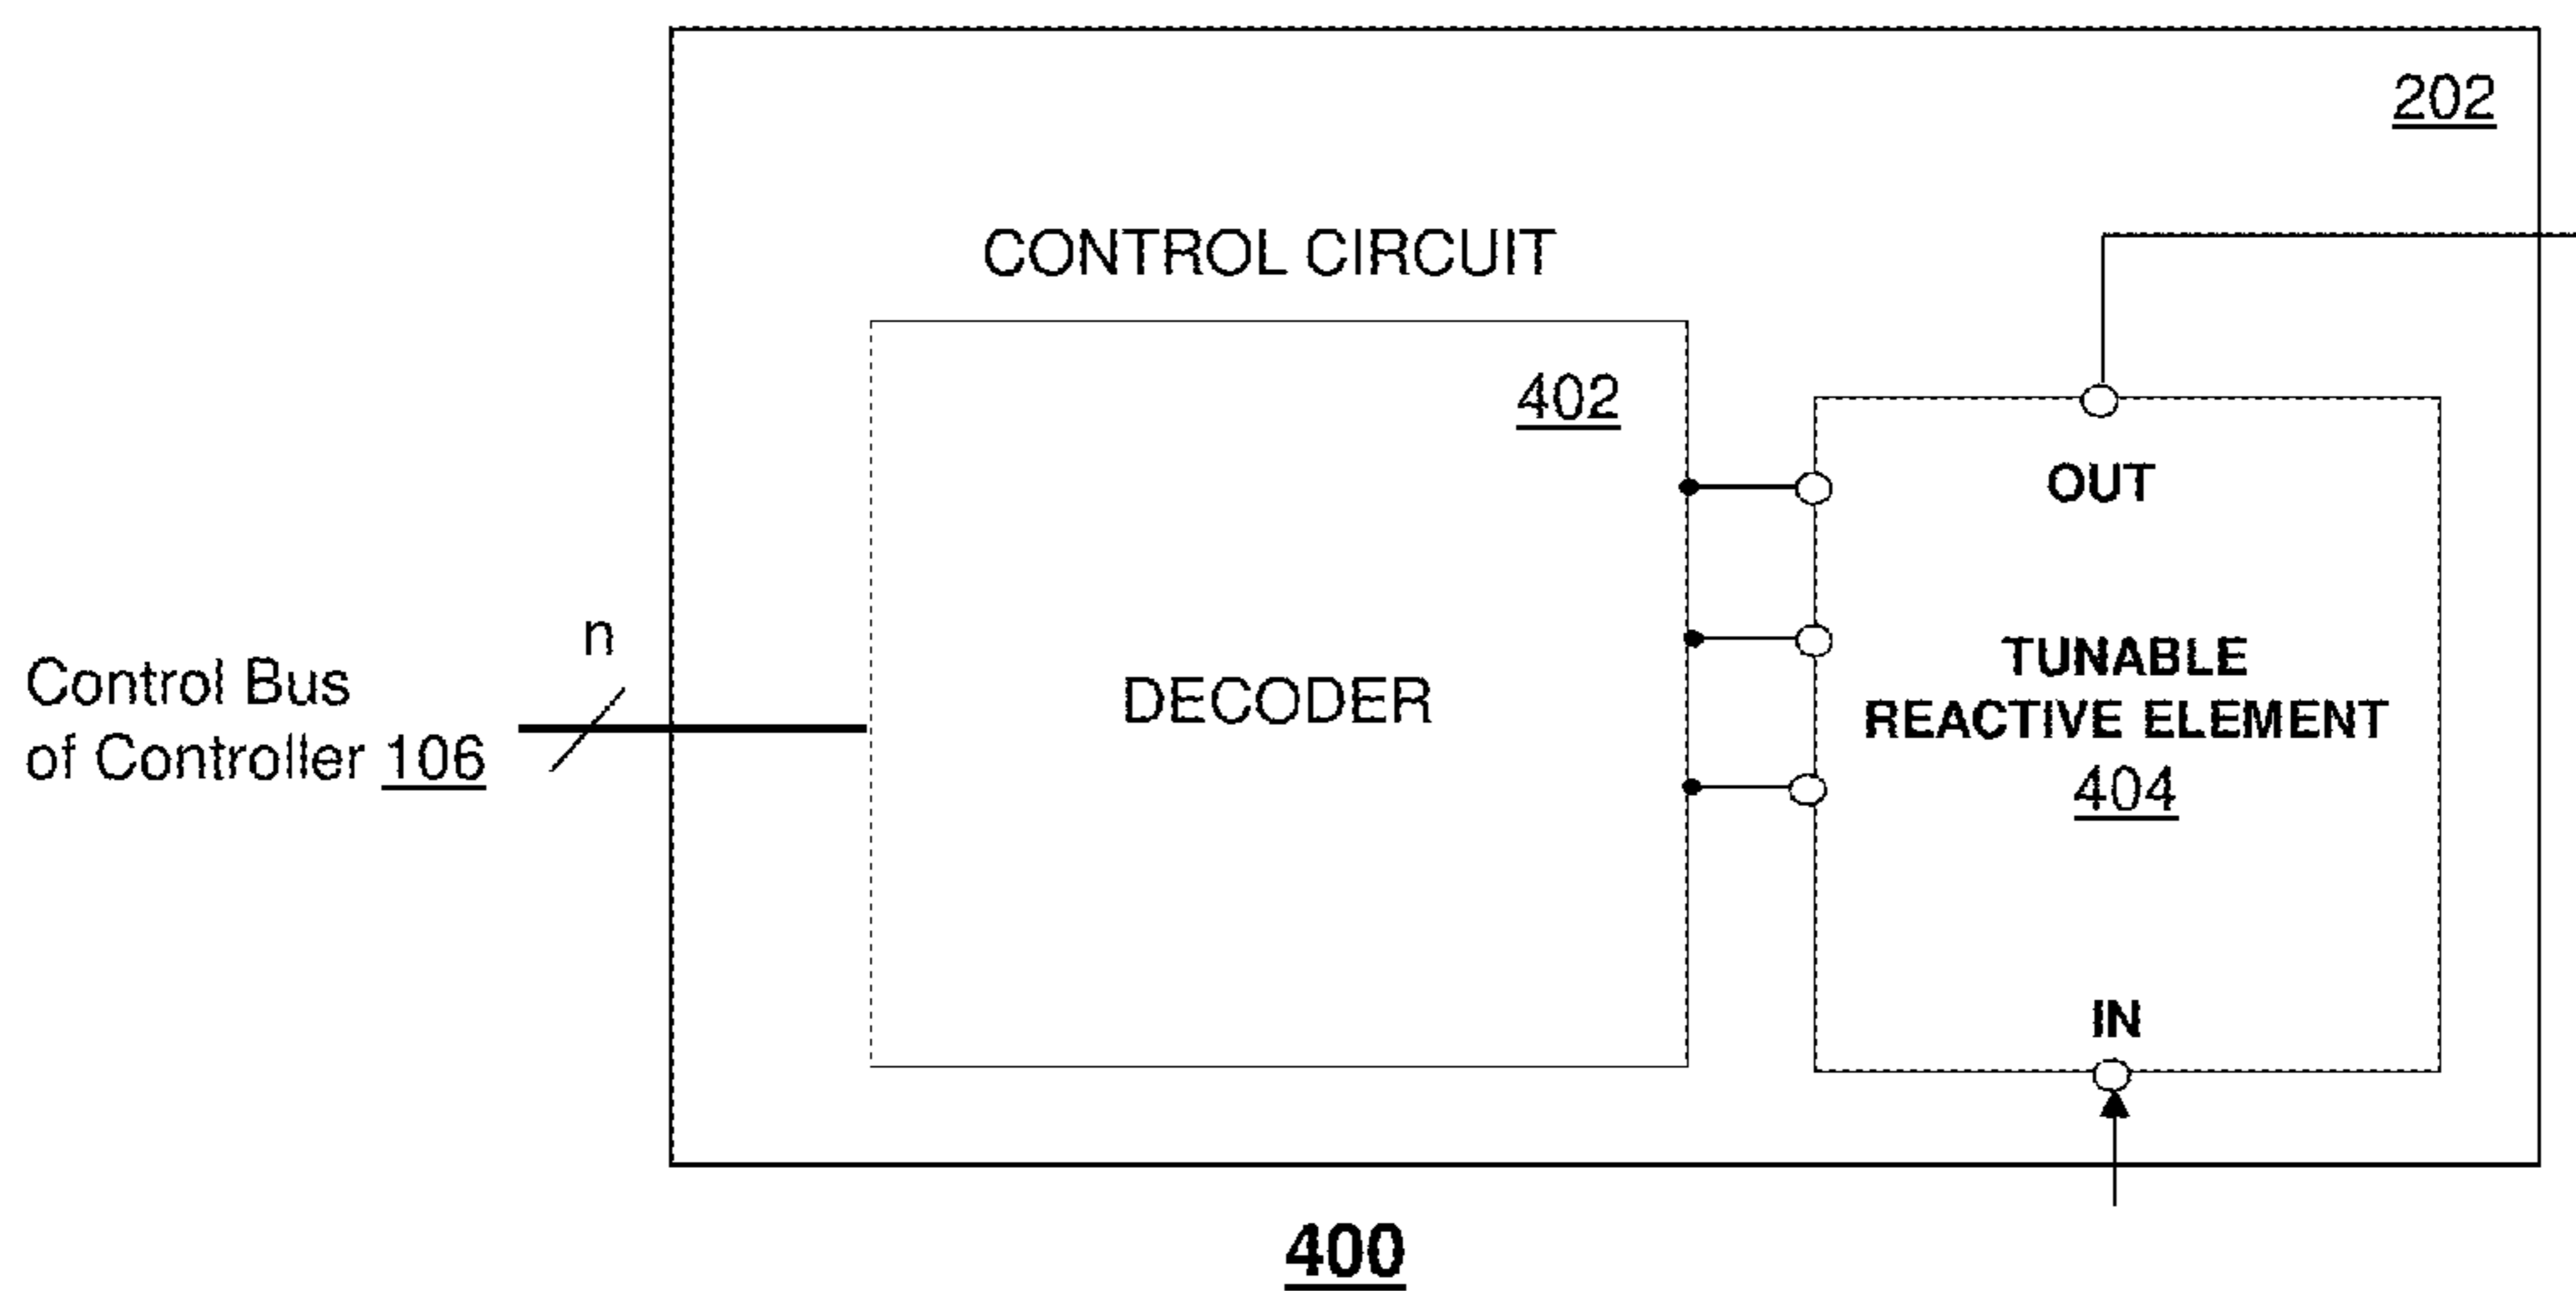 202
CONTROL CIRCUIT
402
OUT
n
Control Bus
of Controller 106
DECODER
TUNABLE
REACTIVE ELEMENT
404
IN
400